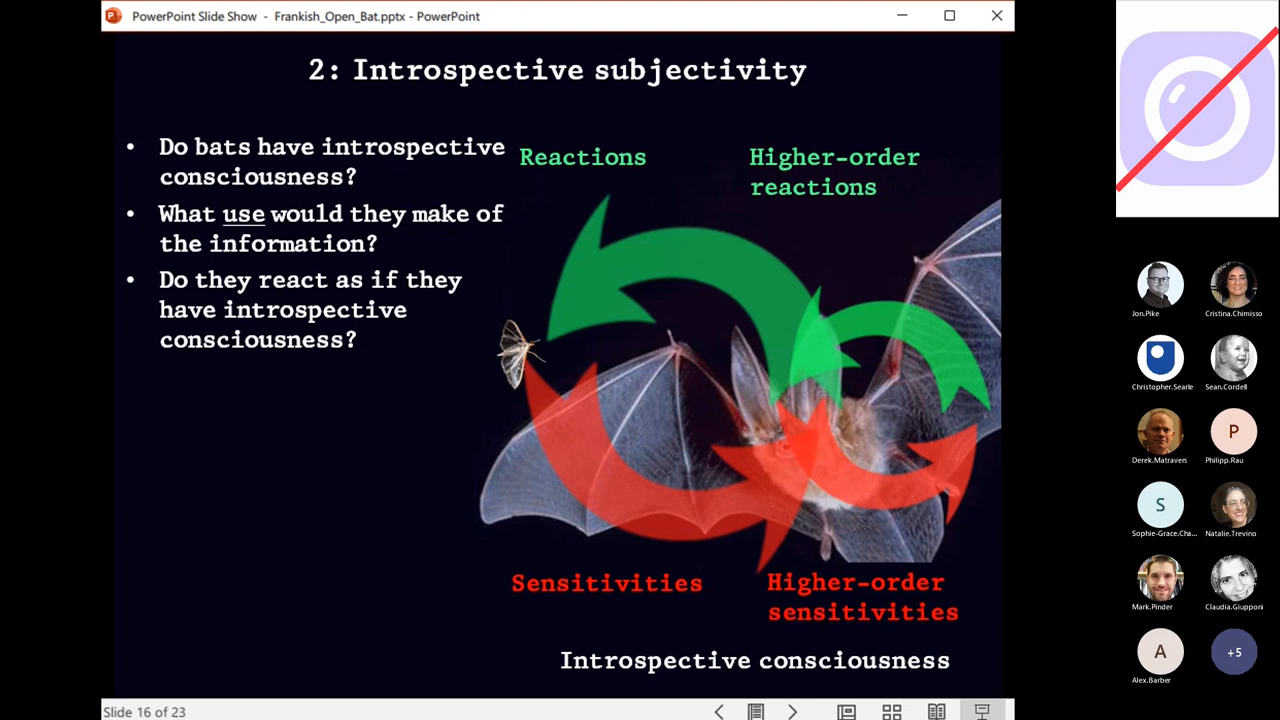 PowerPoint Slide Show - Frankish_Open_Bat.pptx - PowerPoint
2: Introspective subjectivity
• Do bats have introspective
consciousness?
• What use would they make of
the information?
• Do they react as if they
have introspective
consciousness?
Reactions
Higher-order
reactions
Sensitivities
Higher-order
sensitivities
Introspective consciousness
Slide 16 of 23
Jon.Pike
Cristina.Chimisso
Christopher.Searle
Sean.Cordell
Derek.Matravers
P
Philipp.Rau
S
Sophie-Grace.Cha...
Natalie.Trevino
Mark.Pinder
Claudia.Giupponi
A
Alex.Barber
+5